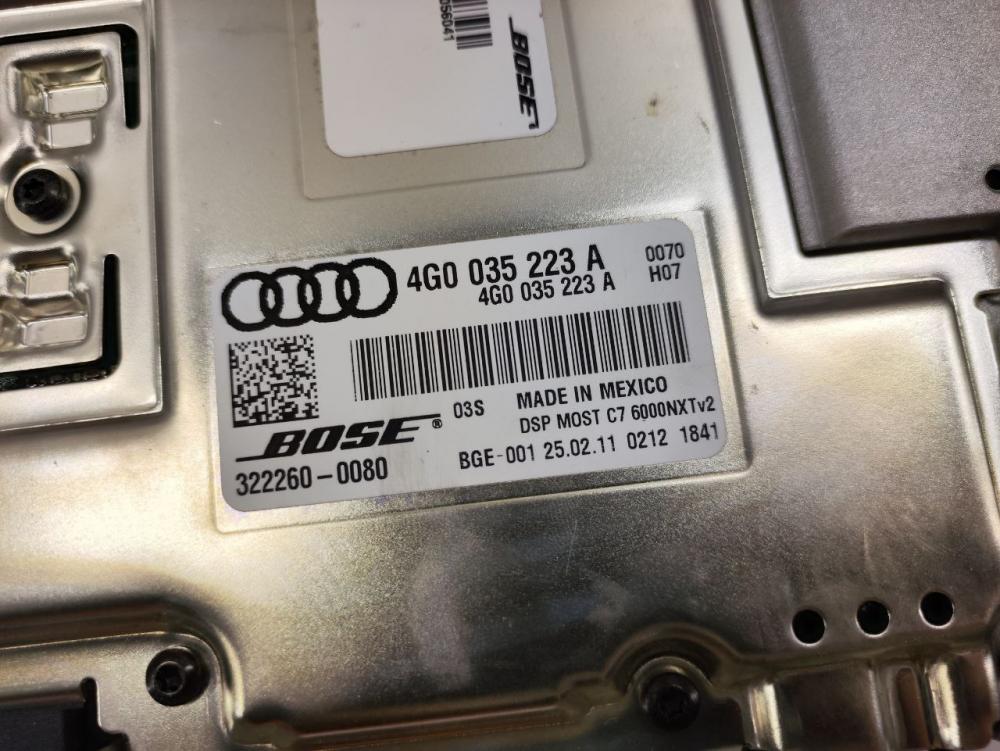 056041
BOSE
4G0 035 223 A
0070
4G0 035 223 A
H07
03S
MADE IN MEXICO
BOSE®
DSP MOST C7 6000NXTv2
322260-0080
BGE-001 25.02.11 0212 1841